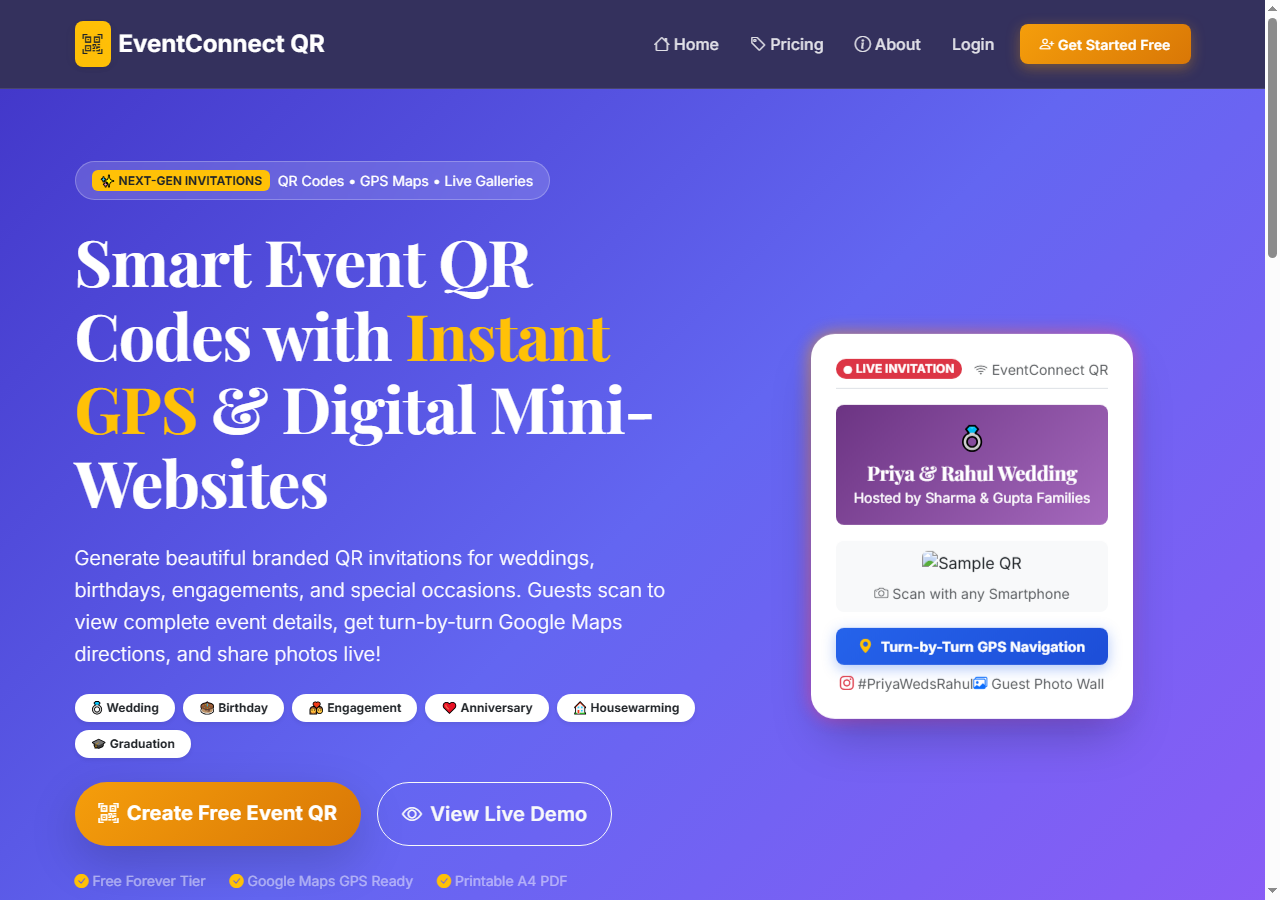 EventConnect QR
Home
Pricing
About
Login
Get Started Free
NEXT-GEN INVITATIONS QR Codes • GPS Maps • Live Galleries
Smart Event QR
Codes with Instant
GPS & Digital Mini-
Websites
Generate beautiful branded QR invitations for weddings,
birthdays, engagements, and special occasions. Guests scan to
view complete event details, get turn-by-turn Google Maps
directions, and share photos live!
Wedding
Birthday
Engagement
Anniversary
Housewarming
Graduation
Create Free Event QR
View Live Demo
Free Forever Tier
Google Maps GPS Ready
Printable A4 PDF
LIVE INVITATION
EventConnect QR
Priya & Rahul Wedding
Hosted by Sharma & Gupta Families
Sample QR
Scan with any Smartphone
Turn-by-Turn GPS Navigation
#PriyaWedsRahul
Guest Photo Wall